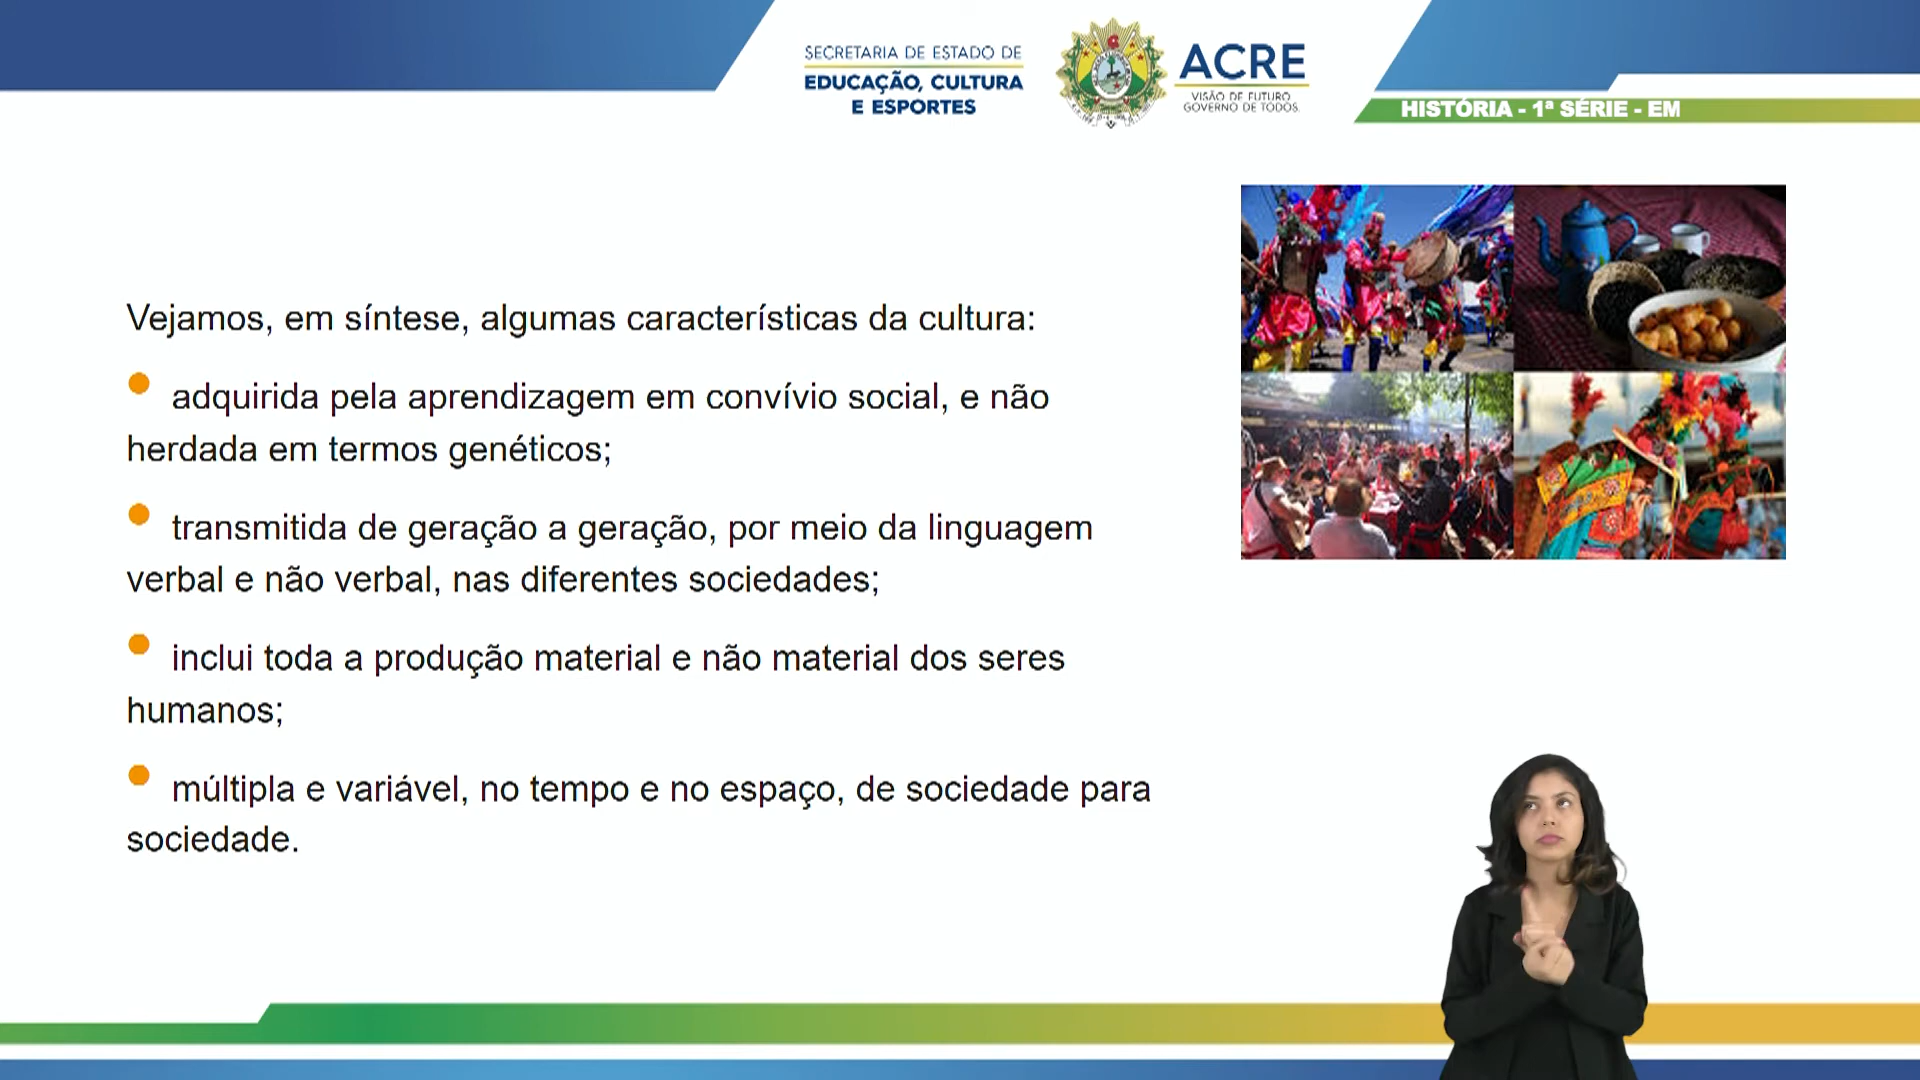 SECRETARIA DE ESTADO DE
EDUCAÇÃO, CULTURA
E ESPORTES
ACRE
VISÃO DE FUTURO
GOVERNO DE TODOS
HISTÓRIA - 1ª SÉRIE - EM
Vejamos, em síntese, algumas características da cultura:
adquirida pela aprendizagem em convívio social, e não
herdada em termos genéticos;
transmitida de geração a geração, por meio da linguagem
verbal e não verbal, nas diferentes sociedades;
inclui toda a produção material e não material dos seres
humanos;
múltipla e variável, no tempo e no espaço, de sociedade para
sociedade.